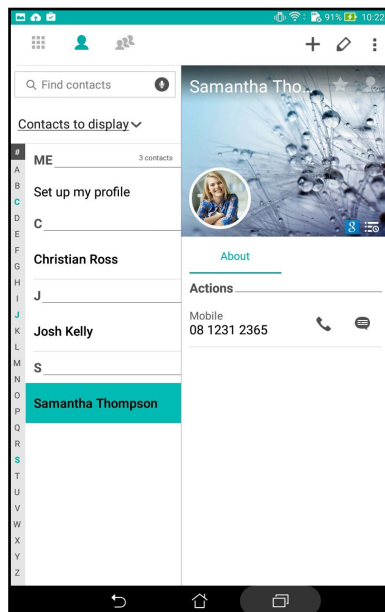 91% 10:22
Find contacts
Samantha Tho...
Contacts to display
#
ME
3 contacts
A
Set up my profile
B
C
C
D
E
F
Christian Ross
G
H
I
J
J
K
Josh Kelly
L
M
S
N
O
Samantha Thompson
P
Q
R
S
T
U
V
W
X
Y
Z
8
About
Actions
Mobile
08 1231 2365